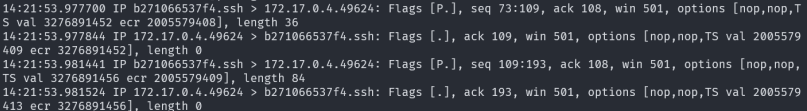 14:21:53.977700 IP b271066537f4.ssh > 172.17.0.4.49624: Flags [P.], seq 73:109, ack 108, win 501, options [nop,nop,T
S val 3276891452 ecr 2005579408], length 36
14:21:53.977844 IP 172.17.0.4.49624 > b271066537f4.ssh: Flags [.], ack 109, win 501, options [nop,nop,TS val 2005579
409 ecr 3276891452], length 0
14:21:53.981441 IP b271066537f4.ssh > 172.17.0.4.49624: Flags [P.], seq 109:193, ack 108, win 501, options [nop,nop,
TS val 3276891456 ecr 2005579409], length 84
14:21:53.981524 IP 172.17.0.4.49624 > b271066537f4.ssh: Flags [.], ack 193, win 501, options [nop,nop,TS val 2005579
413 ecr 3276891456], length 0